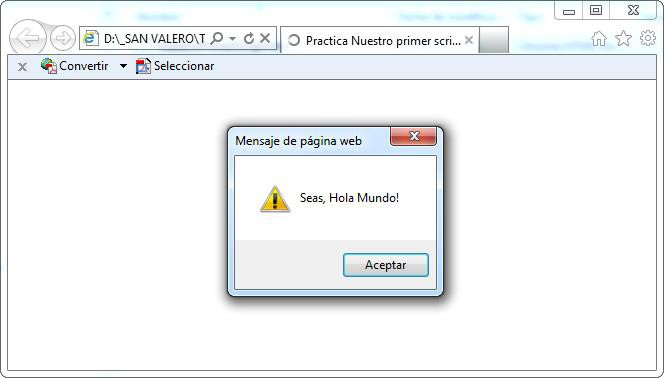 D:\_SAN VALERO\T
Practica Nuestro primer scri...
Convertir
Seleccionar
Mensaje de página web
Seas, Hola Mundo!
Aceptar